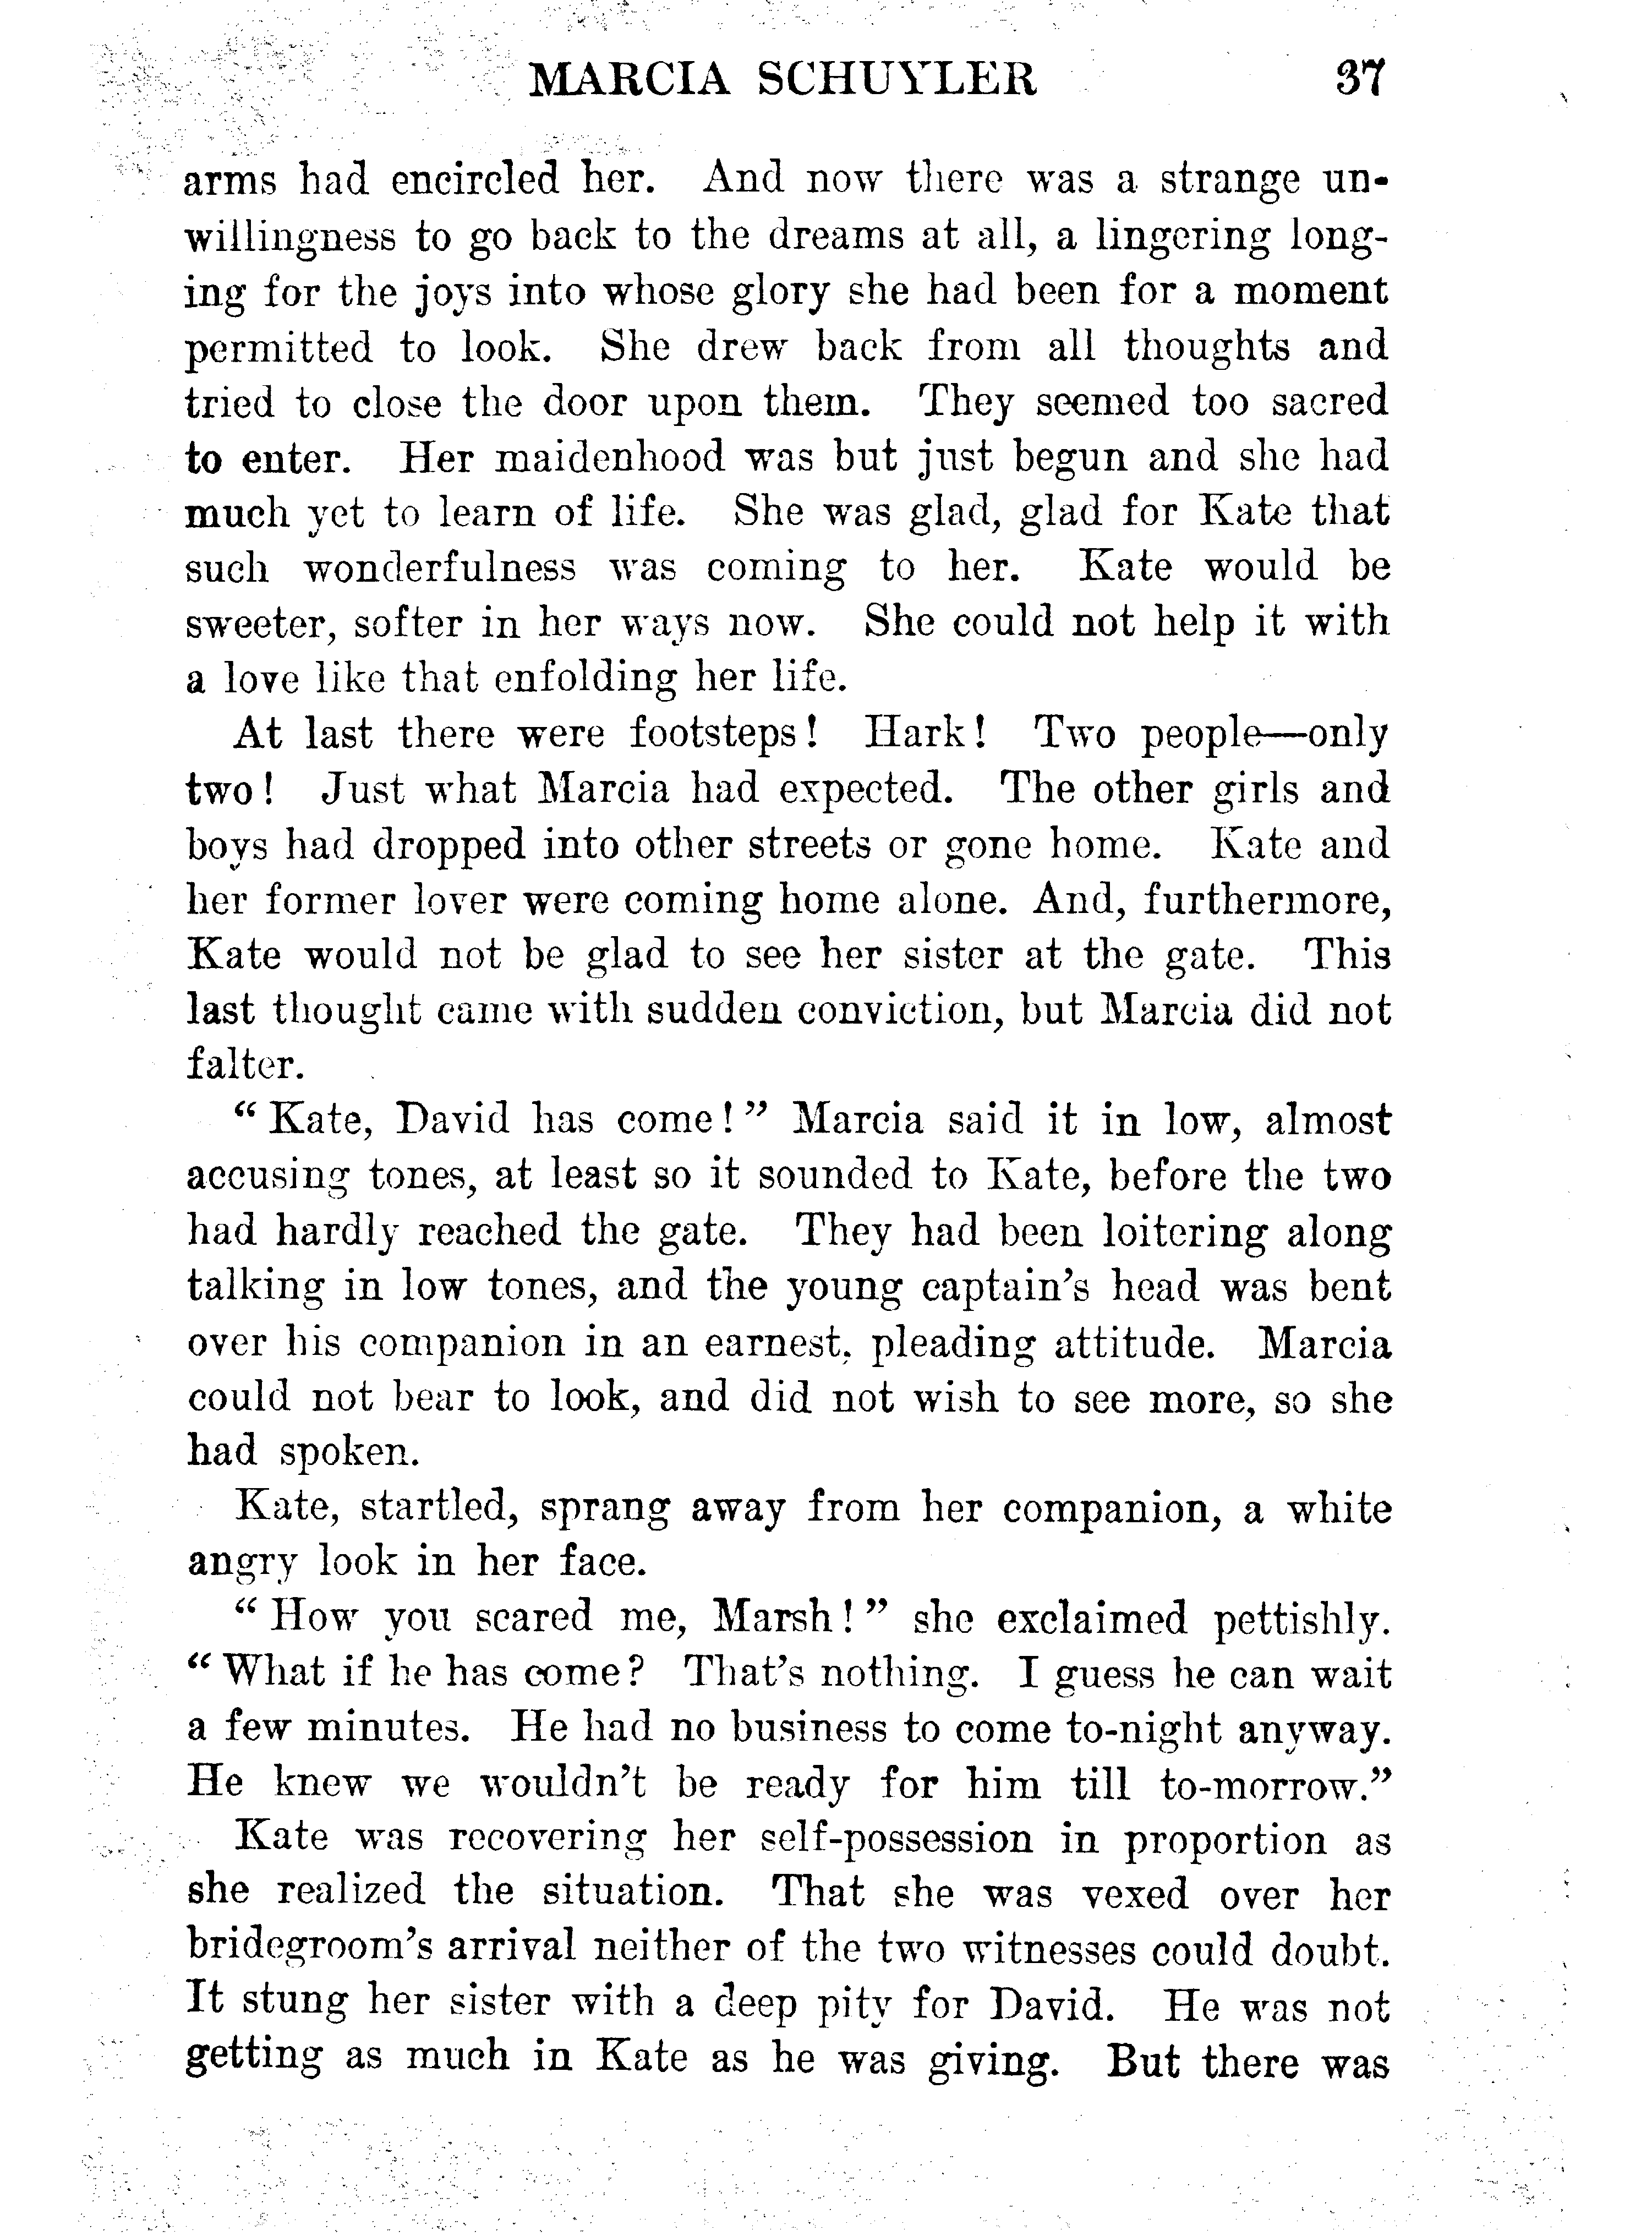 MARCIA SCHUYLER 37
arms had encircled her. And now there was a strange un-
willingness to go back to the dreams at all, a lingering long-
ing for the joys into whose glory she had been for a moment
permitted to look. She drew back from all thoughts and
tried to close the door upon them. They seemed too sacred
to enter. Her maidenhood was but just begun and she had
much yet to learn of life. She was glad, glad for Kate that
such wonderfulness was coming to her. Kate would be
sweeter, softer in her ways now. She could not help it with
a love like that enfolding her life.
At last there were footsteps! Hark! Two people—only
two! Just what Marcia had expected. The other girls and
boys had dropped into other streets or gone home. Kate and
her former lover were coming home alone. And, furthermore,
Kate would not be glad to see her sister at the gate. This
last thought came with sudden conviction, but Marcia did not
falter.
“Kate, David has come!” Marcia said it in low, almost
accusing tones, at least so it sounded to Kate, before the two
had hardly reached the gate. They had been loitering along
talking in low tones, and the young captain's head was bent
over his companion in an earnest, pleading attitude. Marcia
could not bear to look, and did not wish to see more, so she
had spoken.
Kate, startled, sprang away from her companion, a white
angry look in her face.
“How you scared me, Marsh!” she exclaimed pettishly.
“What if he has come? That's nothing. I guess he can wait
a few minutes. He had no business to come to-night anyway.
He knew we wouldn't be ready for him till to-morrow.”
Kate was recovering her self-possession in proportion as
she realized the situation. That she was vexed over her
bridegroom's arrival neither of the two witnesses could doubt.
It stung her sister with a deep pity for David. He was not
getting as much in Kate as he was giving. But there was